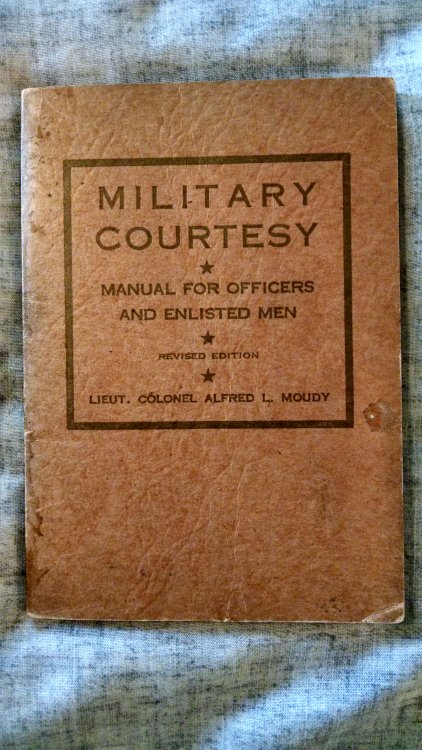 MILITARY
COURTESY
MANUAL FOR OFFICERS
AND ENLISTED MEN
REVISED EDITION
LIEUT. COLONEL ALFRED L. MOUDY